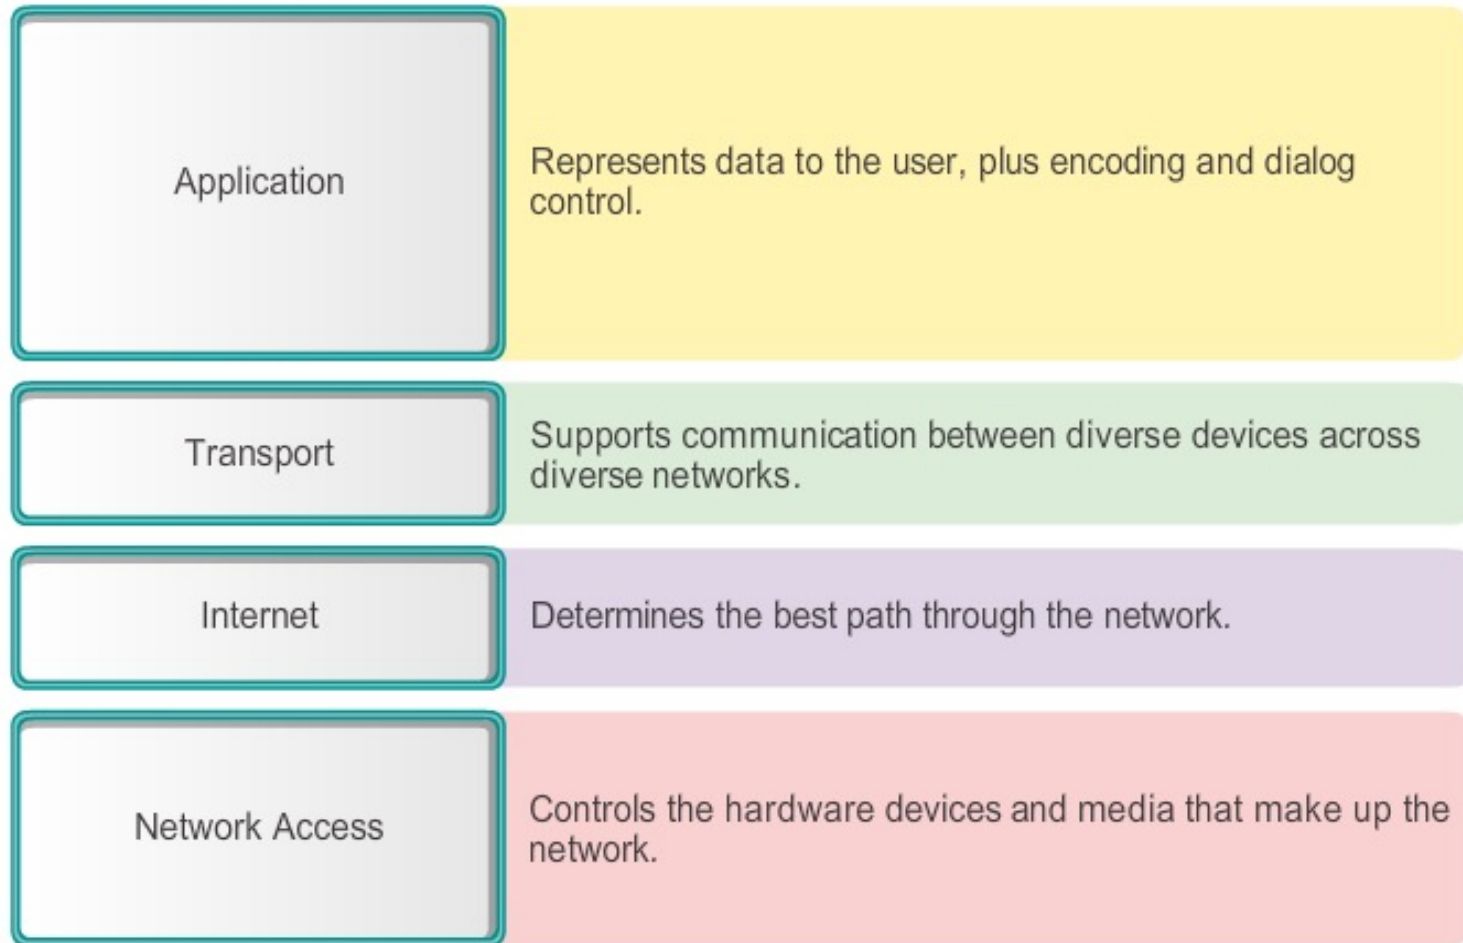 Application
Represents data to the user, plus encoding and dialog
control.
Transport
Supports communication between diverse devices across
diverse networks.
Internet
Determines the best path through the network.
Network Access
Controls the hardware devices and media that make up the
network.